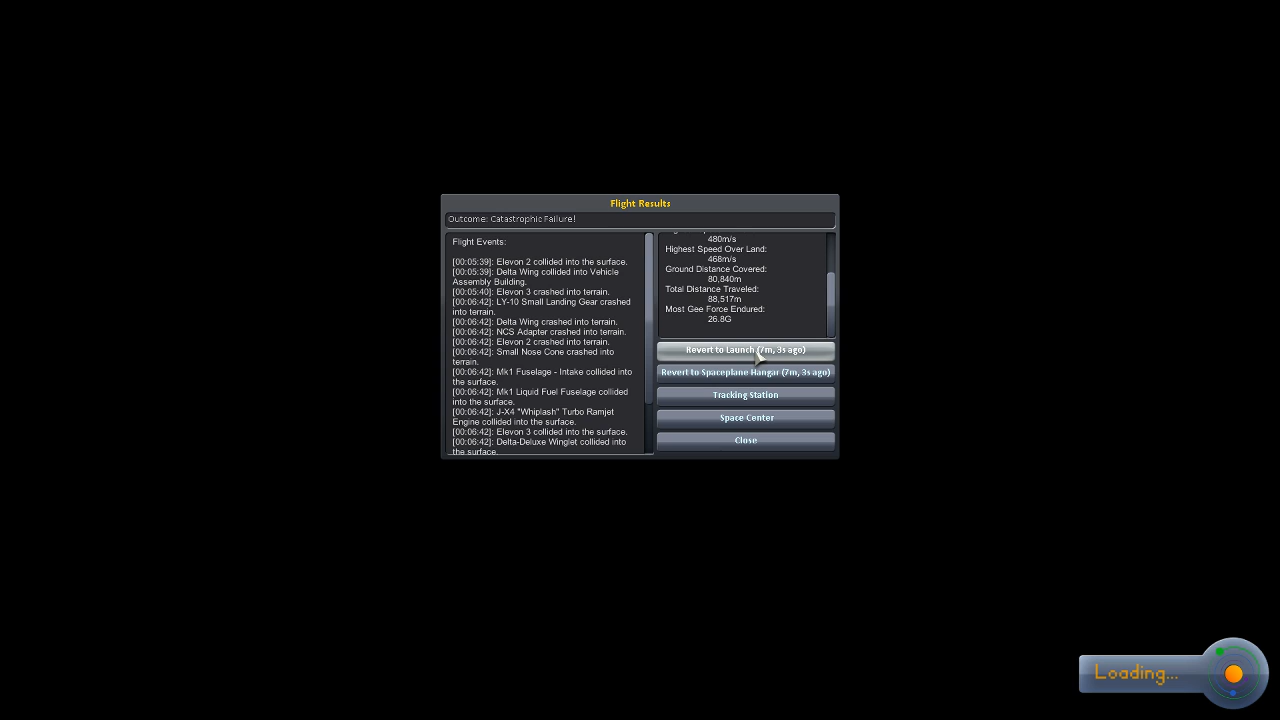 Flight Results
Outcome: Catastrophic Failure!
Flight Events:
[00:05:39]: Elevon 2 collided into the surface.
[00:05:39]: Delta Wing collided into Vehicle
Assembly Building.
[00:05:40]: Elevon 3 crashed into terrain.
[00:06:42]: LY-10 Small Landing Gear crashed
into terrain.
[00:06:42]: Delta Wing crashed into terrain.
[00:06:42]: NCS Adapter crashed into terrain.
[00:06:42]: Elevon 2 crashed into terrain.
[00:06:42]: Small Nose Cone crashed into
terrain.
[00:06:42]: Mk1 Fuselage - Intake collided into
the surface.
[00:06:42]: Mk1 Liquid Fuel Fuselage collided
into the surface.
[00:06:42]: J-X4 "Whiplash" Turbo Ramjet
Engine collided into the surface.
[00:06:42]: Elevon 3 collided into the surface.
[00:06:42]: Delta-Deluxe Winglet collided into
the surface.
480m/s
Highest Speed Over Land:
468m/s
Ground Distance Covered:
80,840m
Total Distance Traveled:
88,517m
Most Gee Force Endured:
26.8G
Revert to Launch (7m, 3s ago)
Revert to Spaceplane Hangar (7m, 3s ago)
Tracking Station
Space Center
Close
Loading...